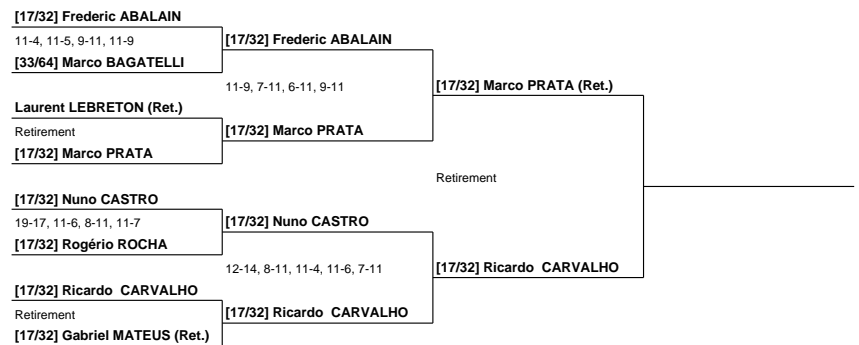 [17/32] Frederic ABALAIN
11-4, 11-5, 9-11, 11-9
[33/64] Marco BAGATELLI
[17/32] Frederic ABALAIN
11-9, 7-11, 6-11, 9-11
Laurent LEBRETON (Ret.)
Retirement
[17/32] Marco PRATA
[17/32] Marco PRATA
[17/32] Marco PRATA (Ret.)
Retirement
[17/32] Nuno CASTRO
19-17, 11-6, 8-11, 11-7
[17/32] Rogério ROCHA
[17/32] Nuno CASTRO
12-14, 8-11, 11-4, 11-6, 7-11
[17/32] Ricardo  CARVALHO
Retirement
[17/32] Gabriel MATEUS (Ret.)
[17/32] Ricardo  CARVALHO
[17/32] Ricardo  CARVALHO